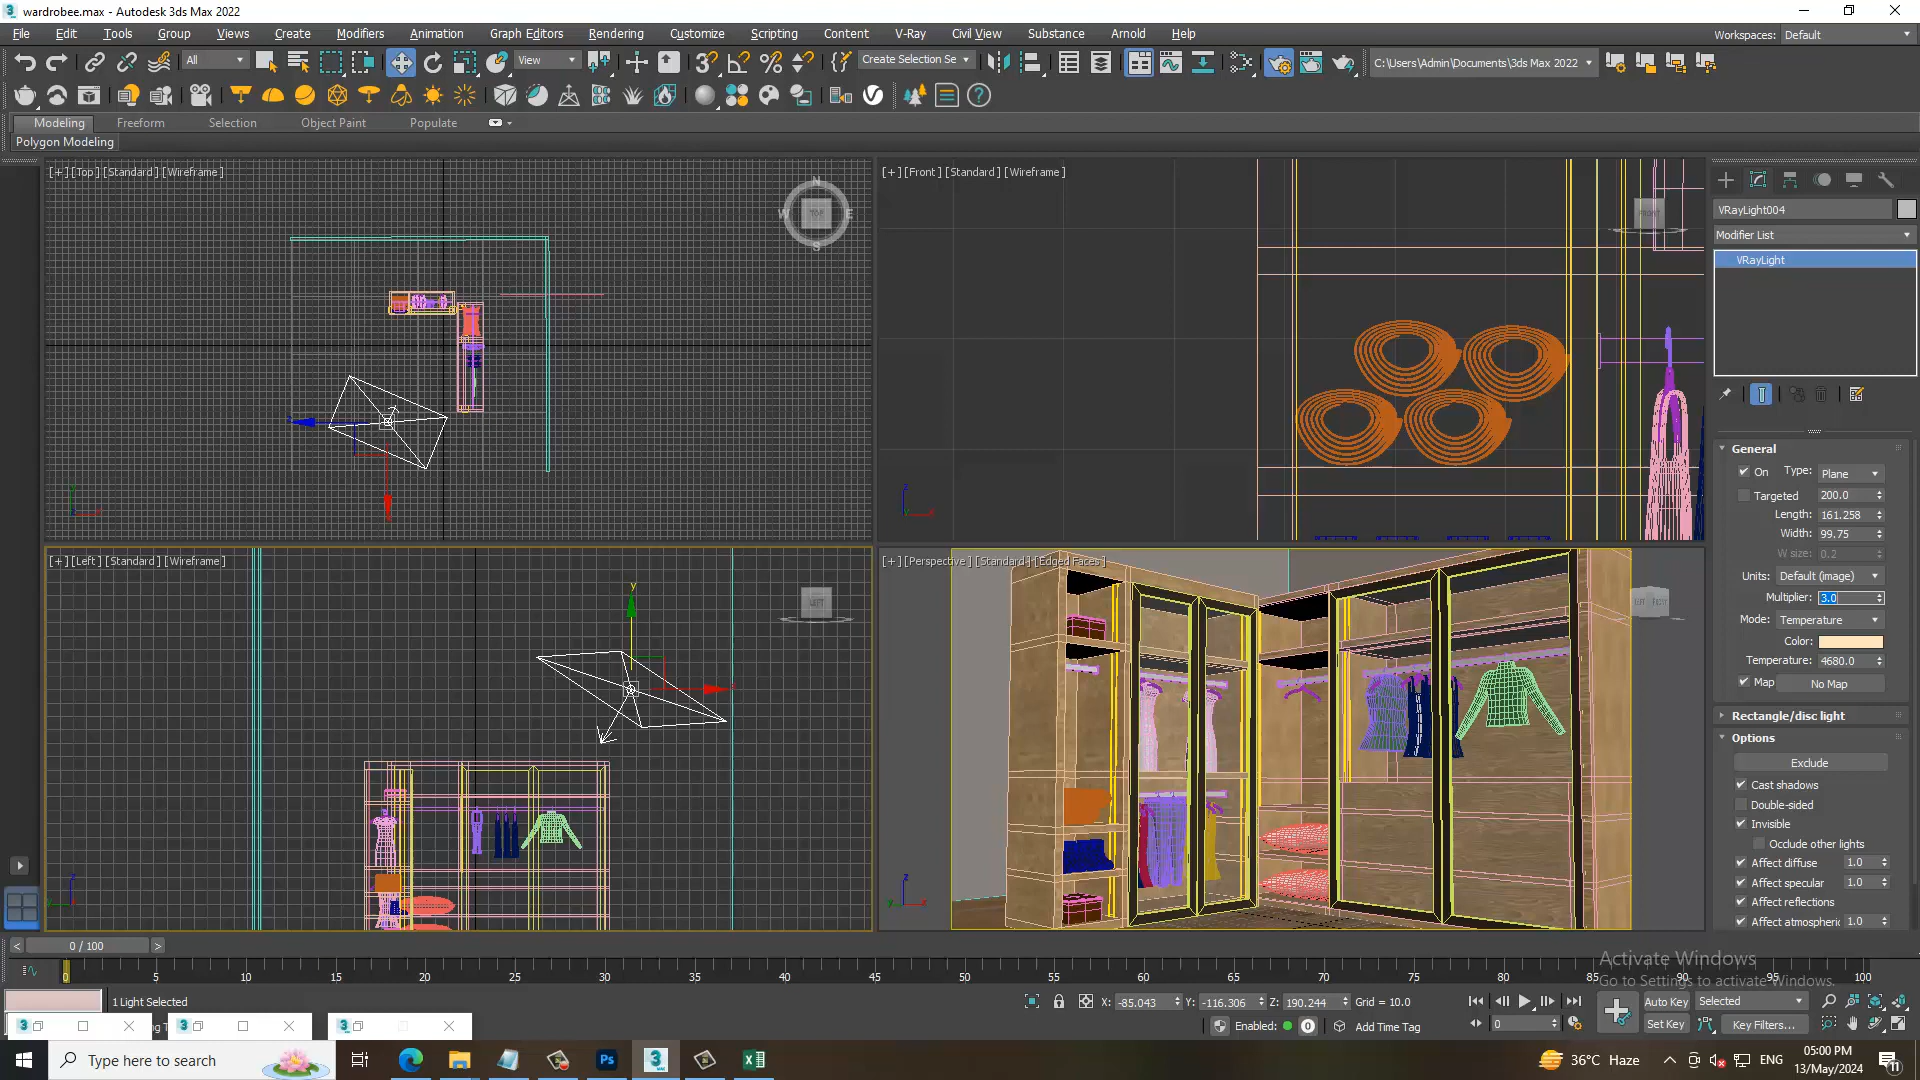 wardrobee.max - Autodesk 3ds Max 2022
File Edit Tools Group Views Create Modifiers Animation Graph Editors Rendering Customize Scripting Content V-Ray Civil View Substance Arnold Help
Workspaces: Default
All View Create Selection Se C:\Users\Admin\Documents\3ds Max 2022
Modeling Freeform Selection Object Paint Populate
Polygon Modeling
[+] [Top] [Standard] [Wireframe]
[+] [Front] [Standard] [Wireframe]
N
W TOP E
S
FRONT
VRayLight004
Modifier List
VRayLight
General
On Type: Plane
Targeted 200.0
Length: 161.258
Width: 99.75
W size: 0.2
Units: Default (image)
Multiplier: 3.0
Mode: Temperature
Color:
Temperature: 4680.0
Map No Map
Rectangle/disc light
Options
Exclude
Cast shadows
Double-sided
Invisible
Occlude other lights
Affect diffuse 1.0
Affect specular 1.0
Affect reflections
Affect atmospheric 1.0
[+] [Left] [Standard] [Wireframe]
LEFT
y
[+] [Perspective] [Standard] [Edged Faces]
LEFT FRONT
< 0 / 100 >
0 5 10 15 20 25 30 35 40 45 50 55 60 65 70 75 80 85 90 95 100
Activate Windows
Go to Settings to activate Windows.
1 Light Selected
X: -85.043 Y: -116.306 Z: 190.244 Grid = 10.0
Auto Key Selected
Enabled: 0 Add Time Tag
0
Set Key Key Filters...
Type here to search
36°C Haze
ENG
05:00 PM
13/May/2024
11